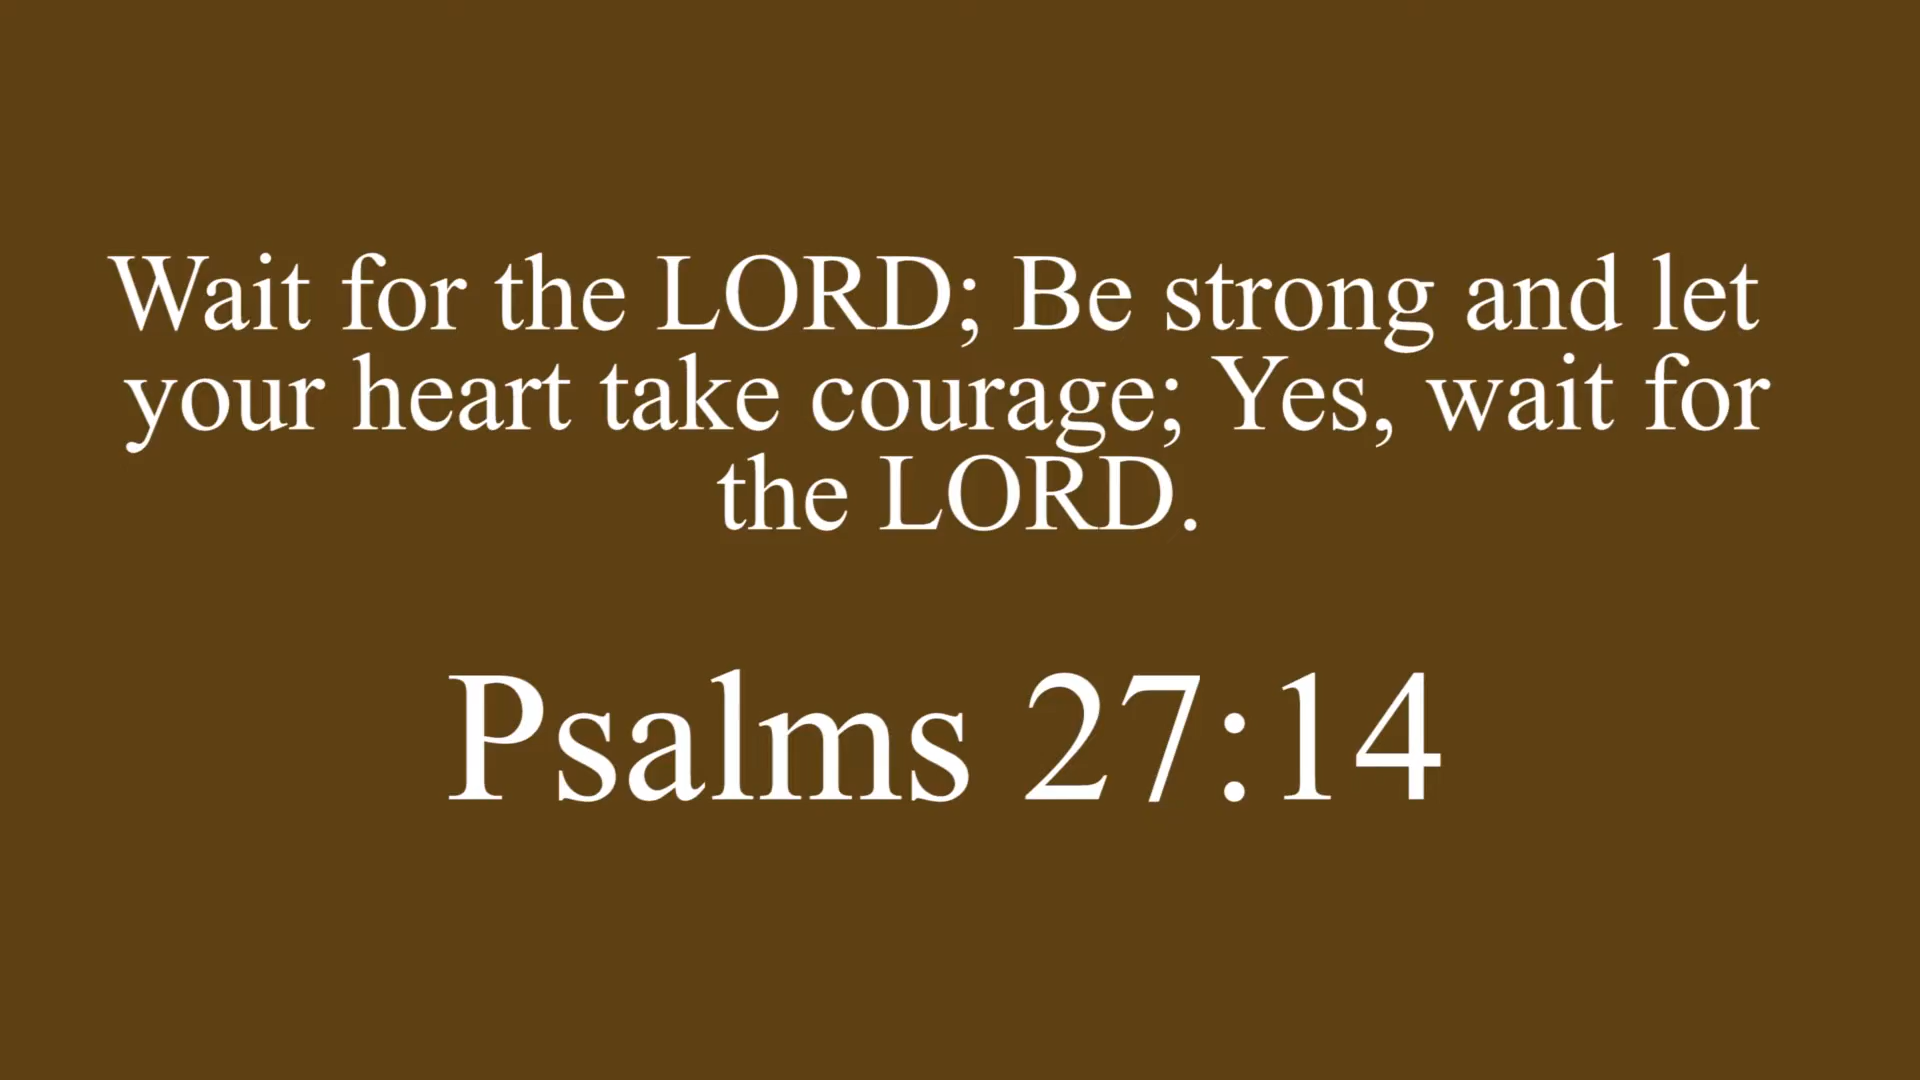 Wait for the LORD; Be strong and let
your heart take courage; Yes, wait for
the LORD.
Psalms 27:14